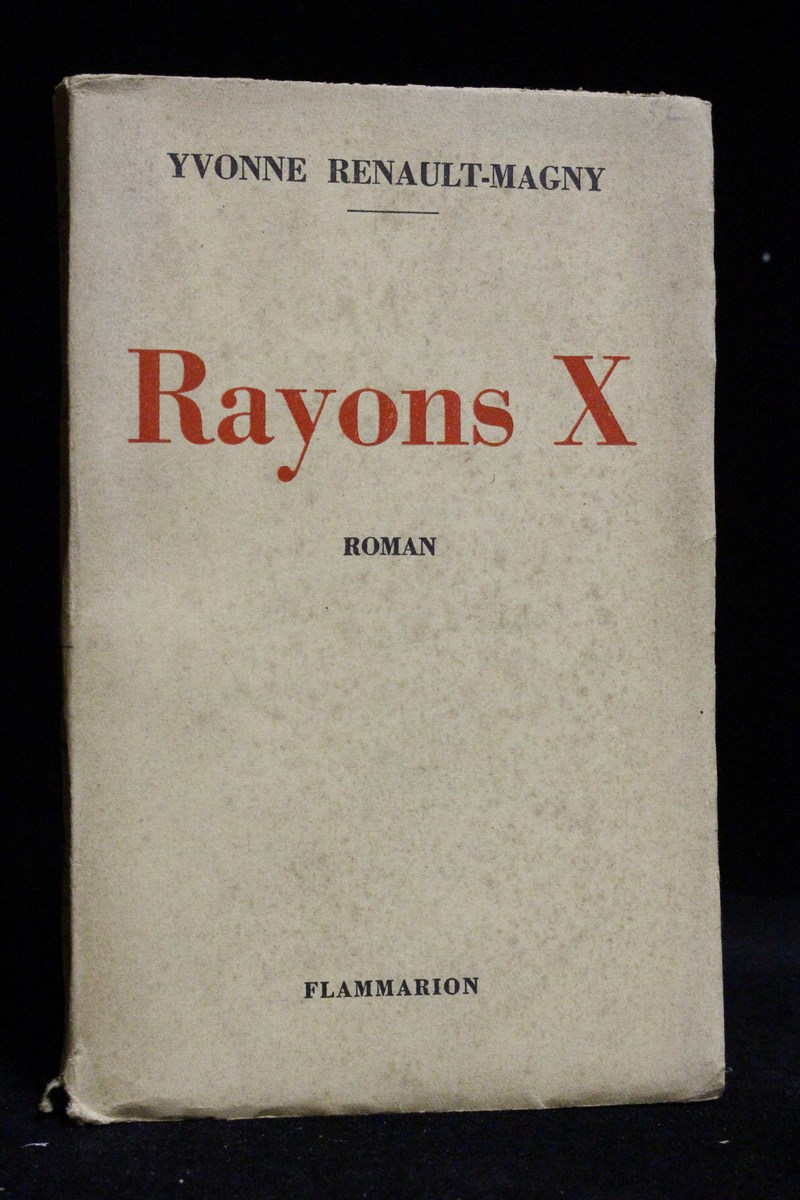 YVONNE RENAULT-MAGNY
Rayons X
ROMAN
FLAMMARION